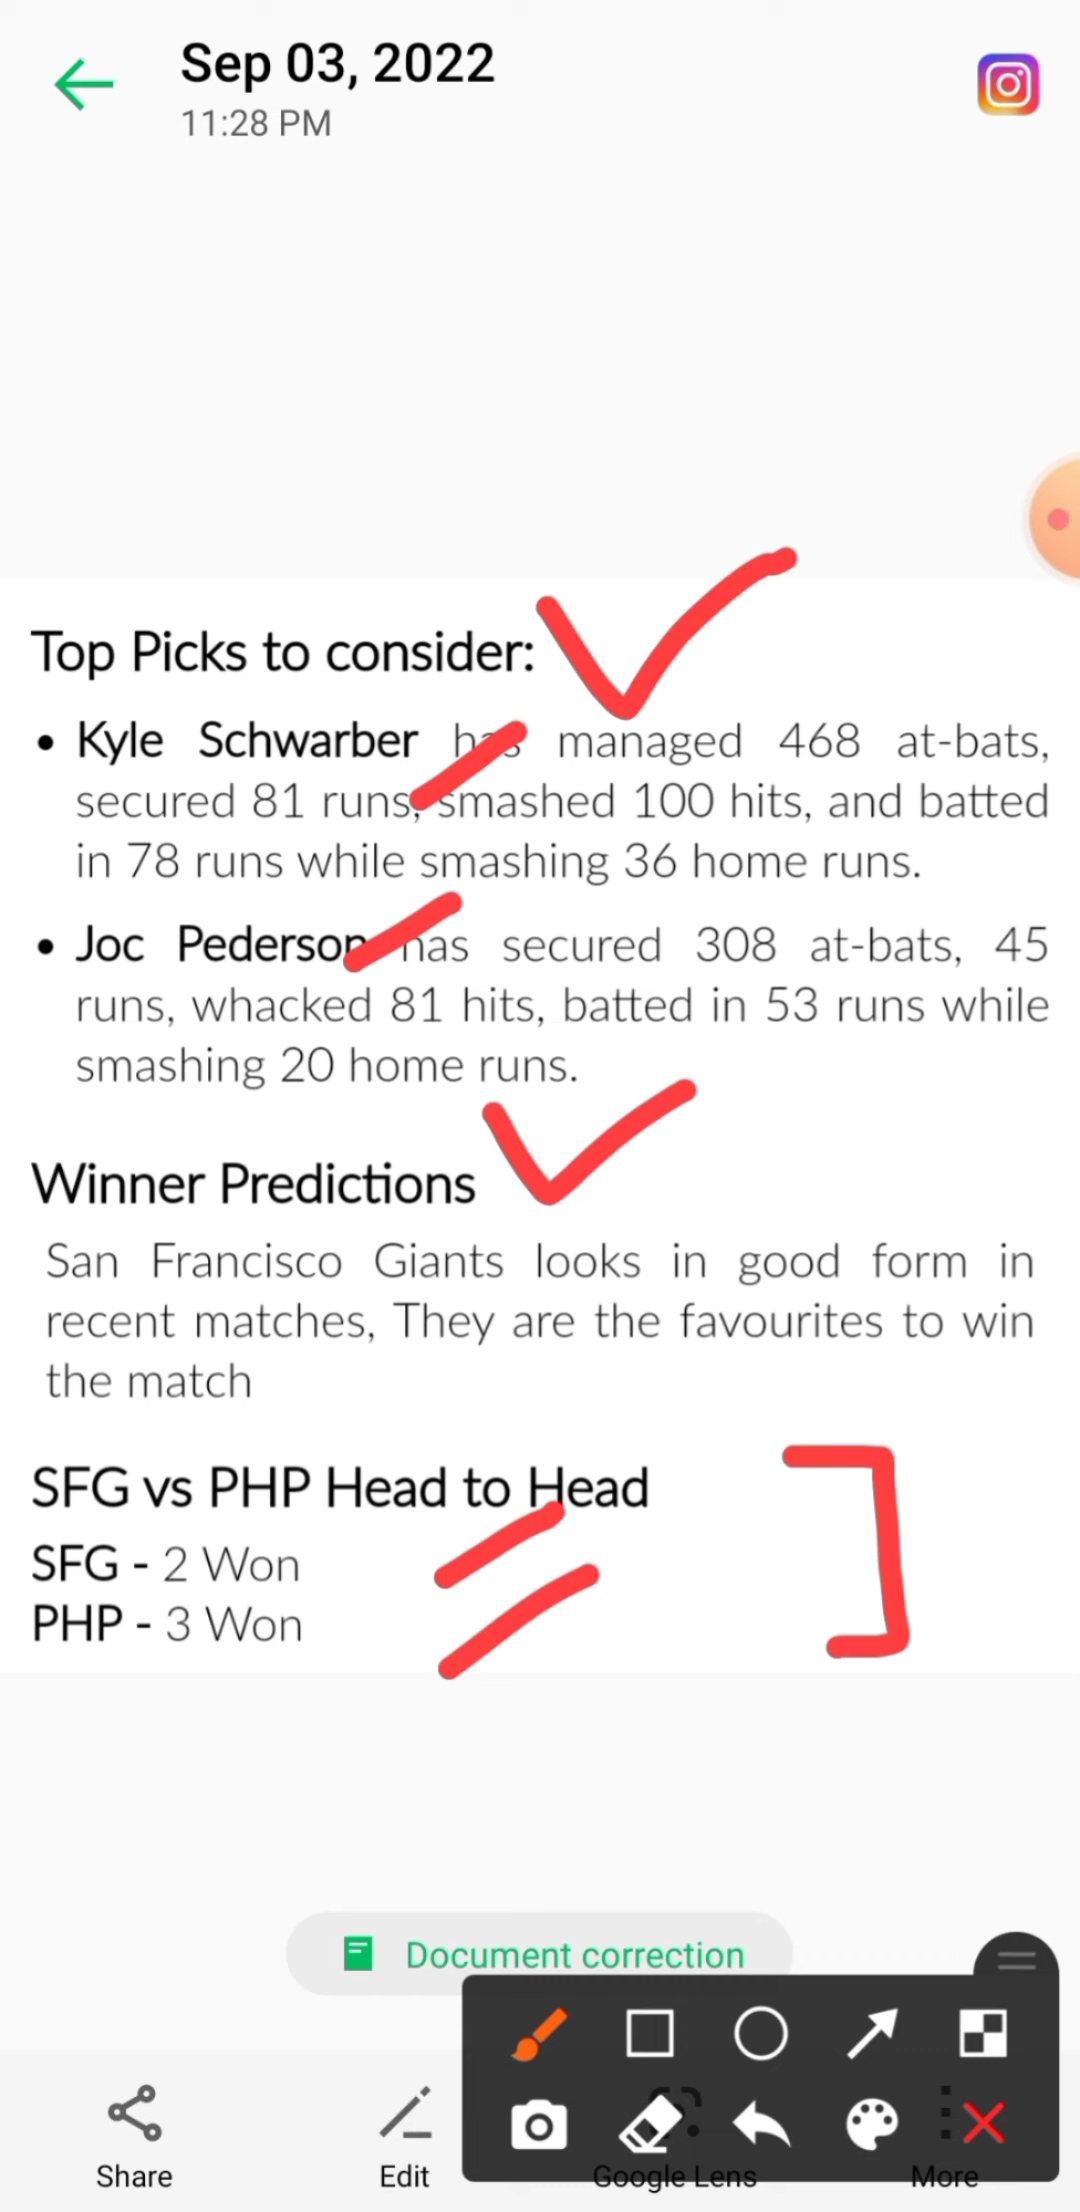 Sep 03, 2022
11:28 PM
Top Picks to consider:
• Kyle Schwarber has managed 468 at-bats,
secured 81 runs, smashed 100 hits, and batted
in 78 runs while smashing 36 home runs.
• Joc Pederson has secured 308 at-bats, 45
runs, whacked 81 hits, batted in 53 runs while
smashing 20 home runs.
Winner Predictions
San Francisco Giants looks in good form in
recent matches, They are the favourites to win
the match
SFG vs PHP Head to Head
SFG - 2 Won
PHP - 3 Won
Document correction
Share Edit Google Lens More